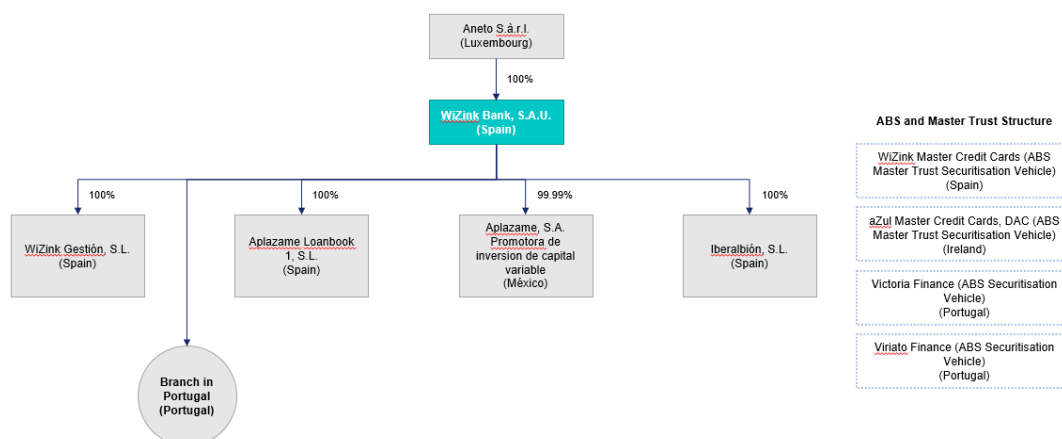 Aneto S.à.r.l.
(Luxembourg)
100%
WiZink Bank, S.A.U.
(Spain)
100%
100%
99.99%
100%
WiZink Gestión, S.L.
(Spain)
Aplazame Loanbook
1, S.L.
(Spain)
Aplazame, S.A.
Promotora de
inversion de capital
variable
(México)
Iberalbión, S.L.
(Spain)
Branch in
Portugal
(Portugal)
ABS and Master Trust Structure
WiZink Master Credit Cards (ABS
Master Trust Securitisation Vehicle)
(Spain)
aZul Master Credit Cards, DAC (ABS
Master Trust Securitisation Vehicle)
(Ireland)
Victoria Finance (ABS Securitisation
Vehicle)
(Portugal)
Viriato Finance (ABS Securitisation
Vehicle)
(Portugal)